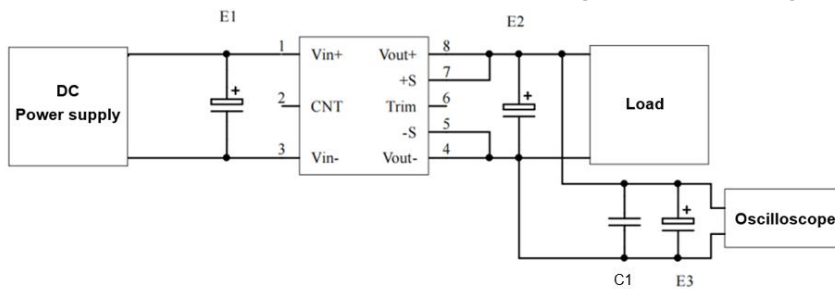 E1
E2
DC
Power supply
1
Vin+
Vout+
8
+S
7
2
CNT
Trim
6
-S
5
3
Vin-
Vout-
4
+
+
Load
+
Oscilloscope
C1
E3